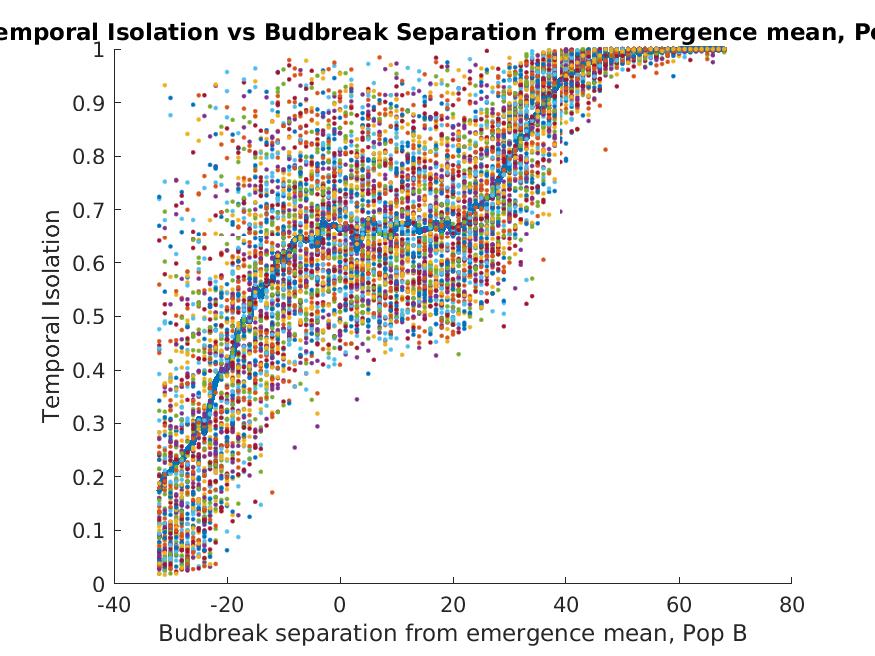 emporal Isolation vs Budbreak Separation from emergence mean, Po
1
0.9
0.8
0.7
0.6
0.5
0.4
0.3
0.2
0.1
0
Temporal Isolation
-40 -20 0 20 40 60 80
Budbreak separation from emergence mean, Pop B